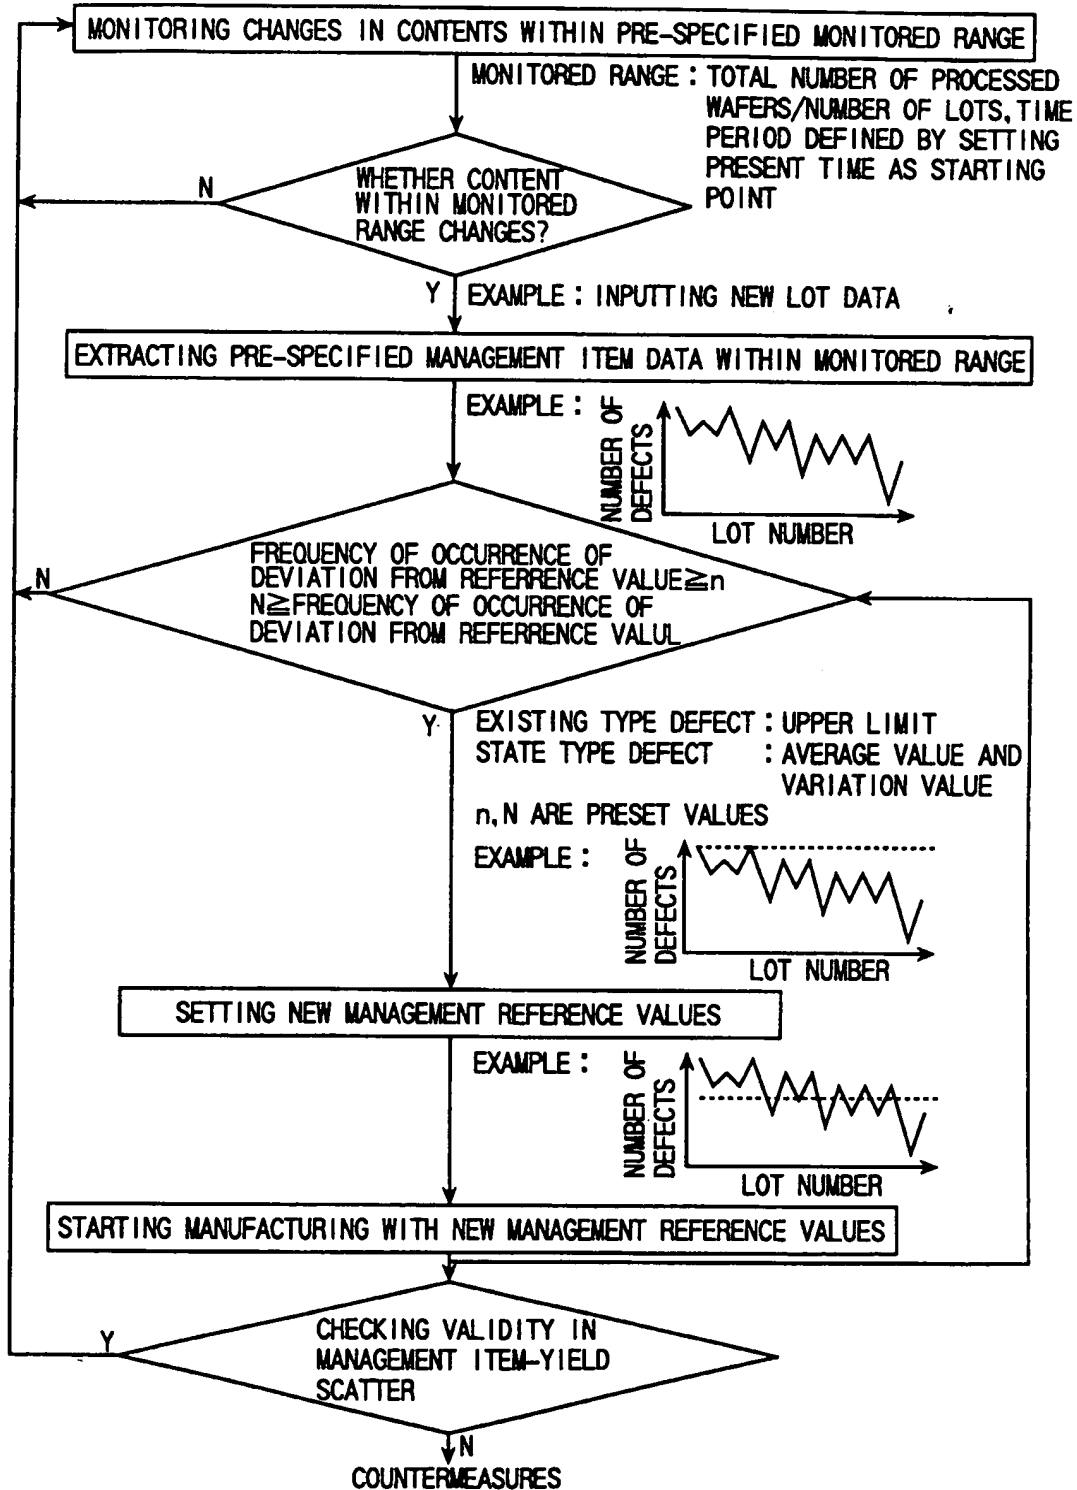 MONITORING CHANGES IN CONTENTS WITHIN PRE-SPECIFIED MONITORED RANGE
MONITORED RANGE : TOTAL NUMBER OF PROCESSED
WAFERS/NUMBER OF LOTS, TIME
PERIOD DEFINED BY SETTING
PRESENT TIME AS STARTING
POINT
WHETHER CONTENT
WITHIN MONITORED
RANGE CHANGES?
N
Y
EXAMPLE : INPUTTING NEW LOT DATA
EXTRACTING PRE-SPECIFIED MANAGEMENT ITEM DATA WITHIN MONITORED RANGE
EXAMPLE :
NUMBER OF
DEFECTS
LOT NUMBER
FREQUENCY OF OCCURRENCE OF
DEVIATION FROM REFERRENCE VALUE≧n
N≧FREQUENCY OF OCCURRENCE OF
DEVIATION FROM REFERRENCE VALUL
N
Y
EXISTING TYPE DEFECT : UPPER LIMIT
STATE TYPE DEFECT : AVERAGE VALUE AND
VARIATION VALUE
n, N ARE PRESET VALUES
EXAMPLE :
NUMBER OF
DEFECTS
LOT NUMBER
SETTING NEW MANAGEMENT REFERENCE VALUES
EXAMPLE :
NUMBER OF
DEFECTS
LOT NUMBER
STARTING MANUFACTURING WITH NEW MANAGEMENT REFERENCE VALUES
Y
CHECKING VALIDITY IN
MANAGEMENT ITEM-YIELD
SCATTER
N
COUNTERMEASURES